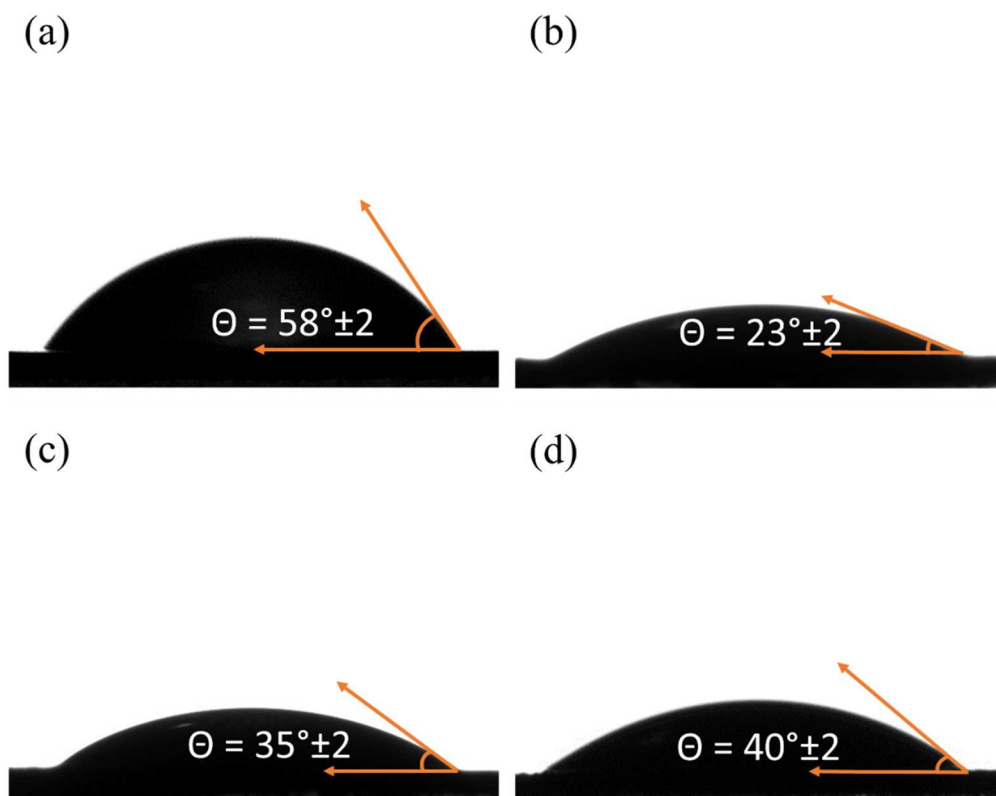 (a)
(b)
Θ = 58°±2
Θ = 23°±2
(c)
(d)
Θ = 35°±2
Θ = 40°±2